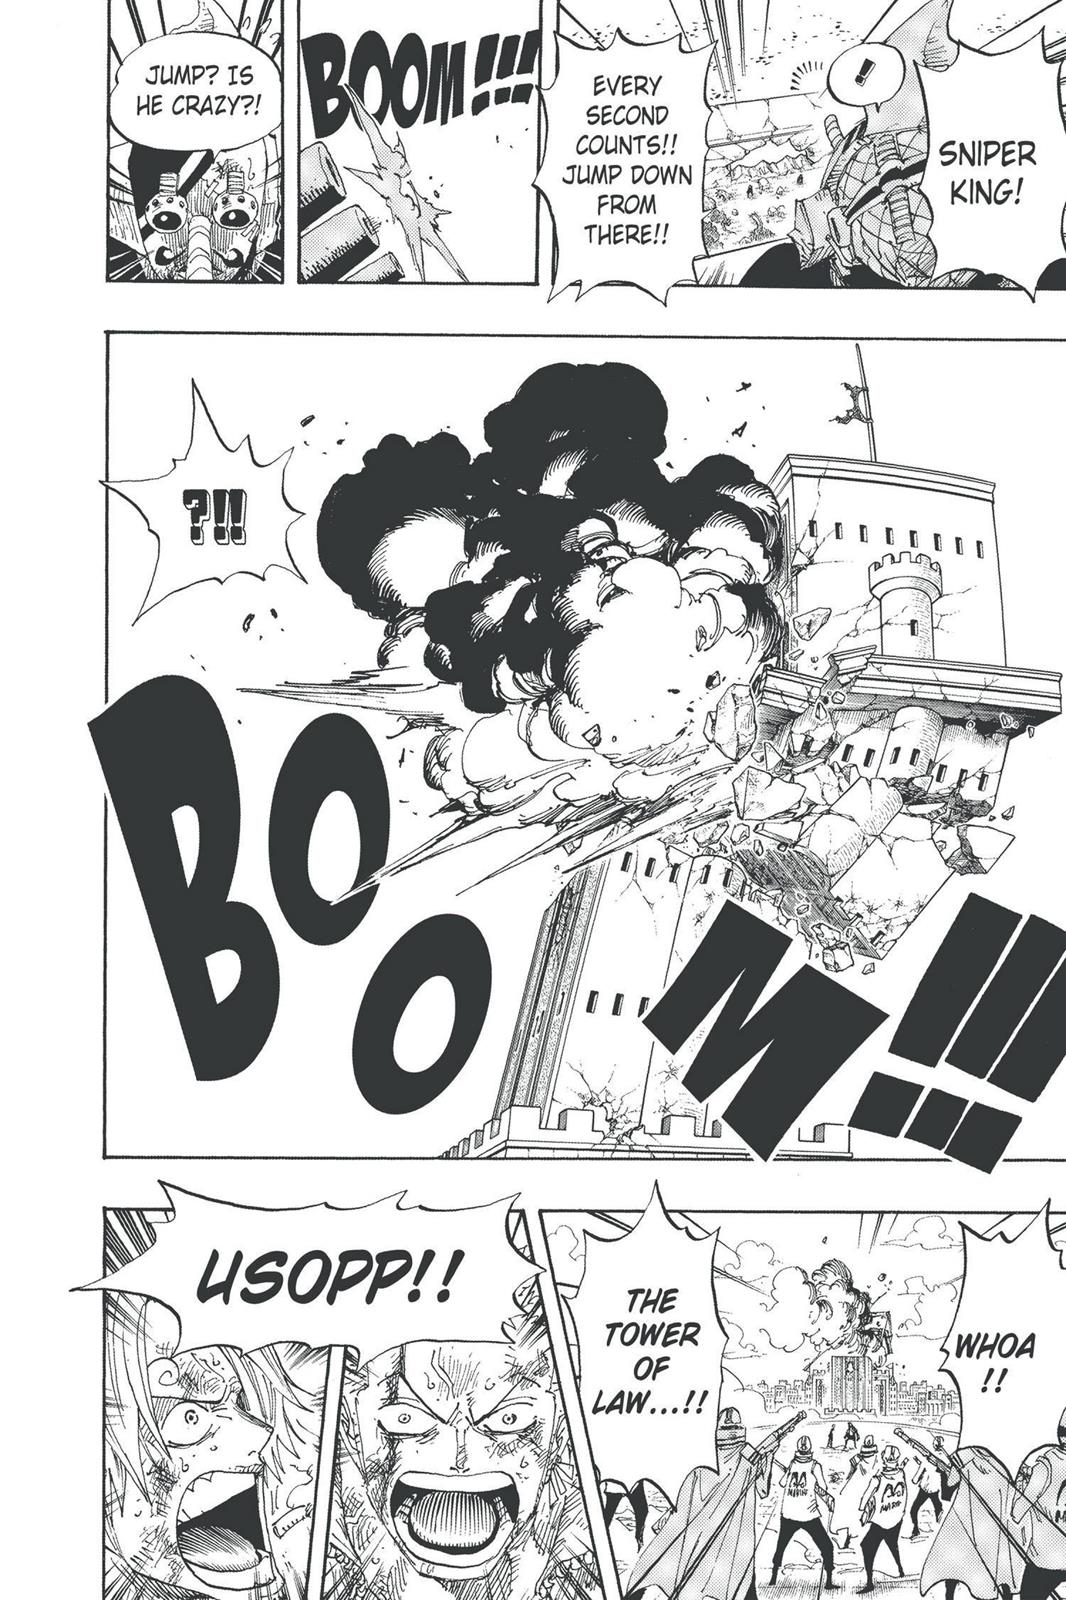 SNIPER
KING!
!
EVERY
SECOND
COUNTS!!
JUMP DOWN
FROM
THERE!!
BOOM!!!
JUMP? IS
HE CRAZY?!
?!!
BOOM!!!
WHOA
!!
THE
TOWER
OF
LAW...!!
MARINE
USOPP!!